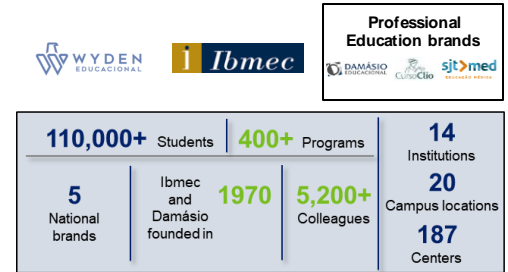 Professional
Education brands
WYDEN
EDUCACIONAL
i Ibmec
DAMÁSIO
EDUCACIONAL
CursoClio
sjt>med
EDUCAÇÃO MÉDICA
110,000+ Students
400+ Programs
14
Institutions
5
National
brands
Ibmec
and
Damásio
founded in
1970
5,200+
Colleagues
20
Campus locations
187
Centers